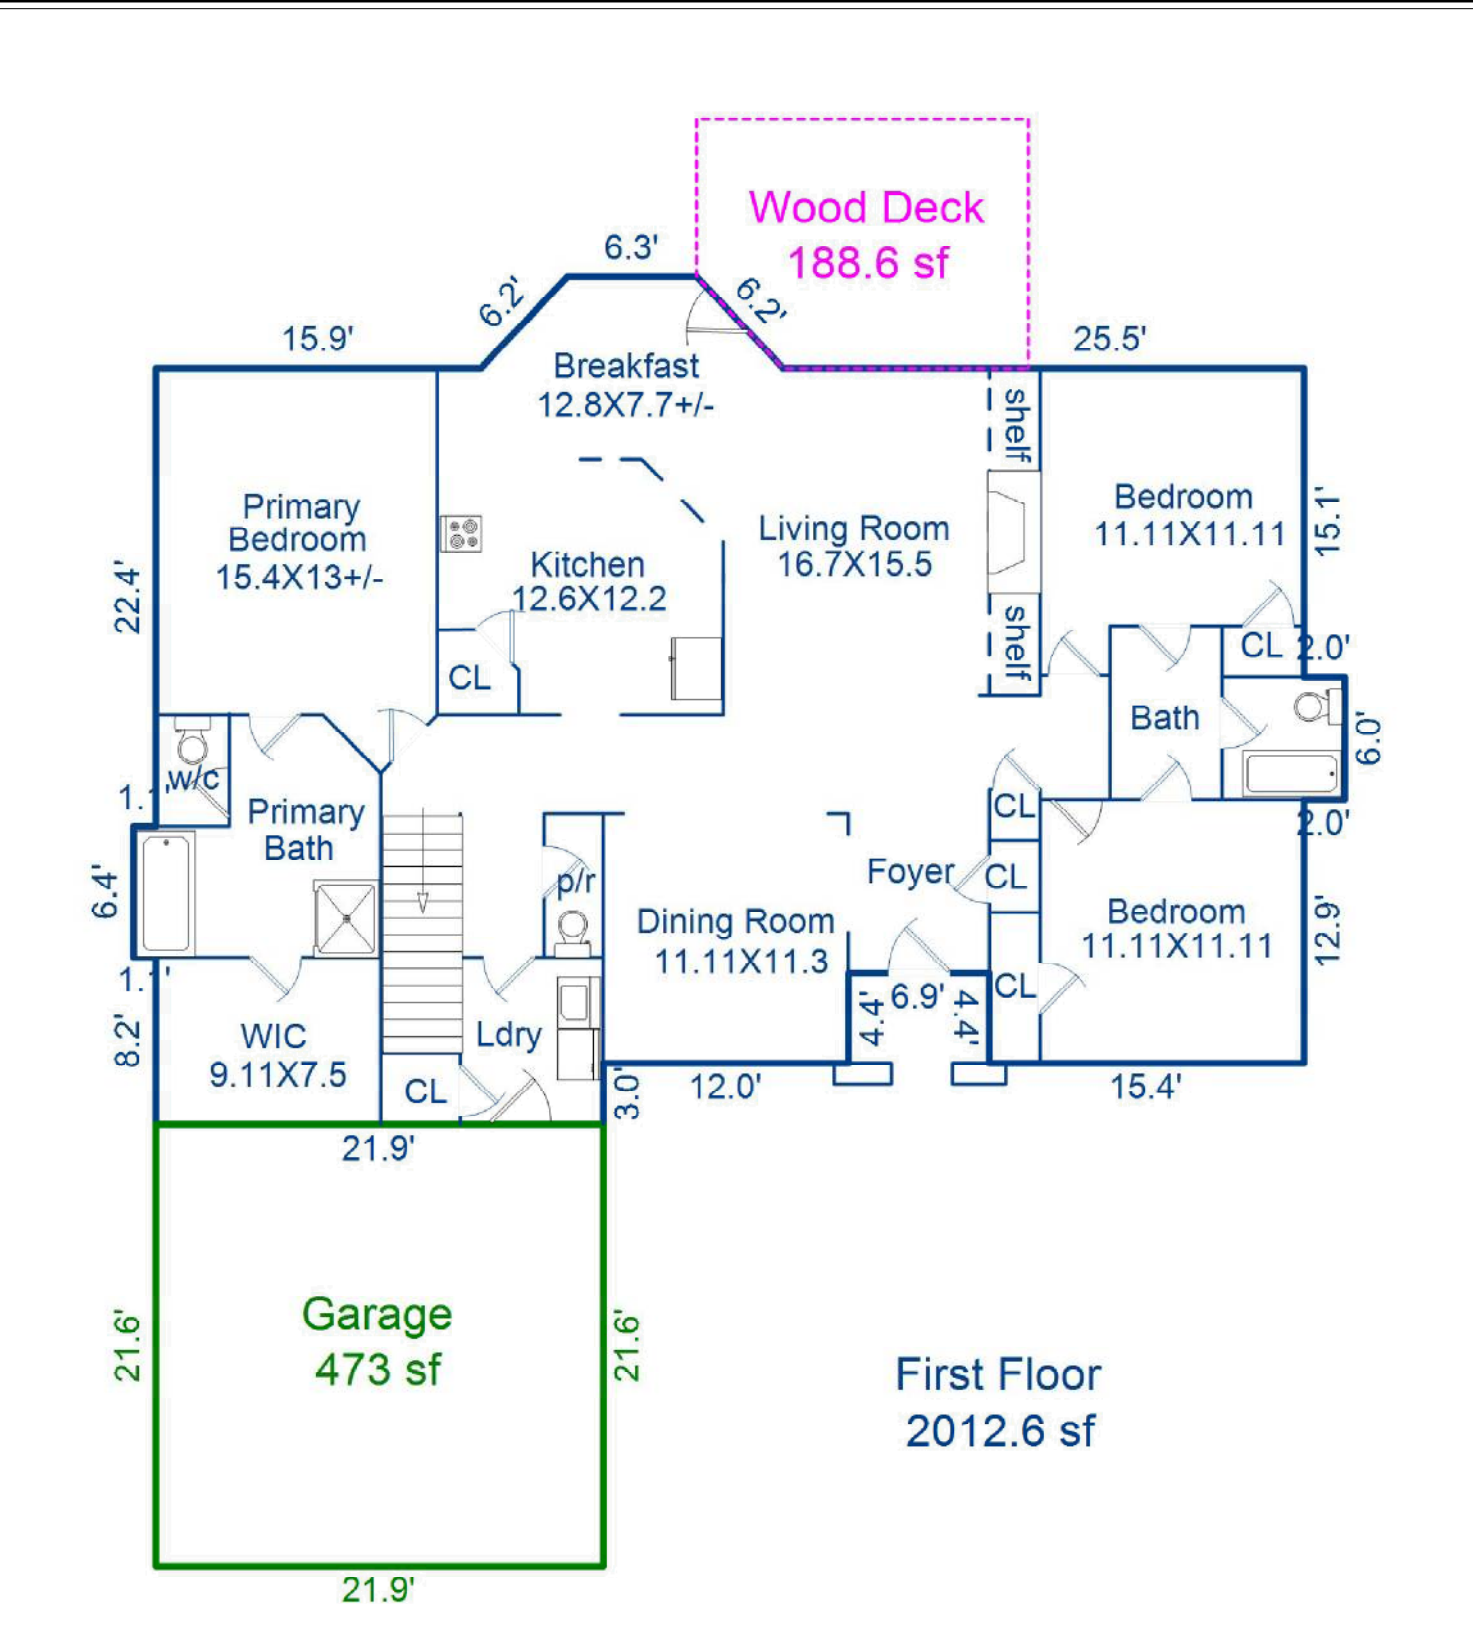 Wood Deck
188.6 sf
6.3'
6.2'
6.2'
15.9'
25.5'
Breakfast
12.8X7.7+/-
shelf
Primary
Bedroom
15.4X13+/-
Kitchen
12.6X12.2
Living Room
16.7X15.5
Bedroom
11.11X11.11
15.1'
22.4'
shelf
CL
CL
2.0'
Bath
6.0'
w/c
1.1'
Primary
Bath
CL
2.0'
6.4'
p/r
Foyer
CL
Dining Room
11.11X11.3
Bedroom
11.11X11.11
12.9'
1.1'
CL
4.4'
6.9'
4.4'
8.2'
WIC
9.11X7.5
Ldry
CL
3.0'
12.0'
15.4'
21.9'
Garage
473 sf
21.6'
21.6'
First Floor
2012.6 sf
21.9'